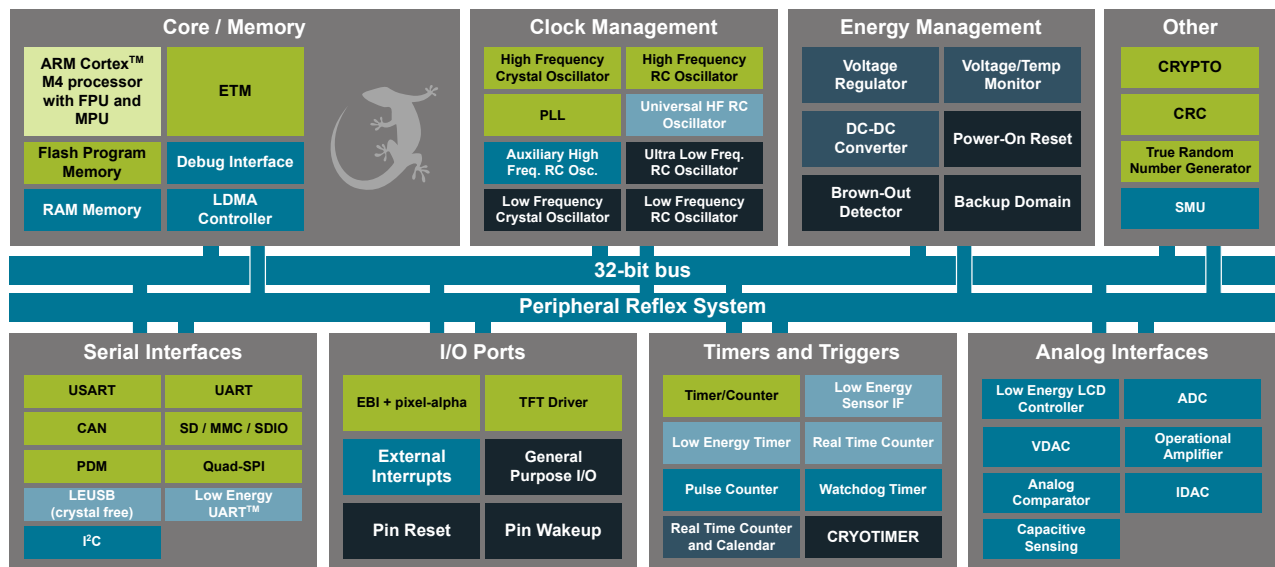 Core / Memory
ARM Cortex™
M4 processor
with FPU and
MPU
ETM
Flash Program
Memory
Debug Interface
RAM Memory
LDMA
Controller
Clock Management
High Frequency
Crystal Oscillator
High Frequency
RC Oscillator
PLL
Universal HF RC
Oscillator
Auxiliary High
Freq. RC Osc.
Ultra Low Freq.
RC Oscillator
Low Frequency
Crystal Oscillator
Low Frequency
RC Oscillator
Energy Management
Voltage
Regulator
Voltage/Temp
Monitor
DC-DC
Converter
Power-On Reset
Brown-Out
Detector
Backup Domain
Other
CRYPTO
CRC
True Random
Number Generator
SMU
32-bit bus
Peripheral Reflex System
Serial Interfaces
USART
UART
CAN
SD / MMC / SDIO
PDM
Quad-SPI
LEUSB
(crystal free)
Low Energy
UART™
I²C
I/O Ports
EBI + pixel-alpha
TFT Driver
External
Interrupts
General
Purpose I/O
Pin Reset
Pin Wakeup
Timers and Triggers
Timer/Counter
Low Energy
Sensor IF
Low Energy Timer
Real Time Counter
Pulse Counter
Watchdog Timer
Real Time Counter
and Calendar
CRYOTIMER
Analog Interfaces
Low Energy LCD
Controller
ADC
VDAC
Operational
Amplifier
Analog
Comparator
IDAC
Capacitive
Sensing